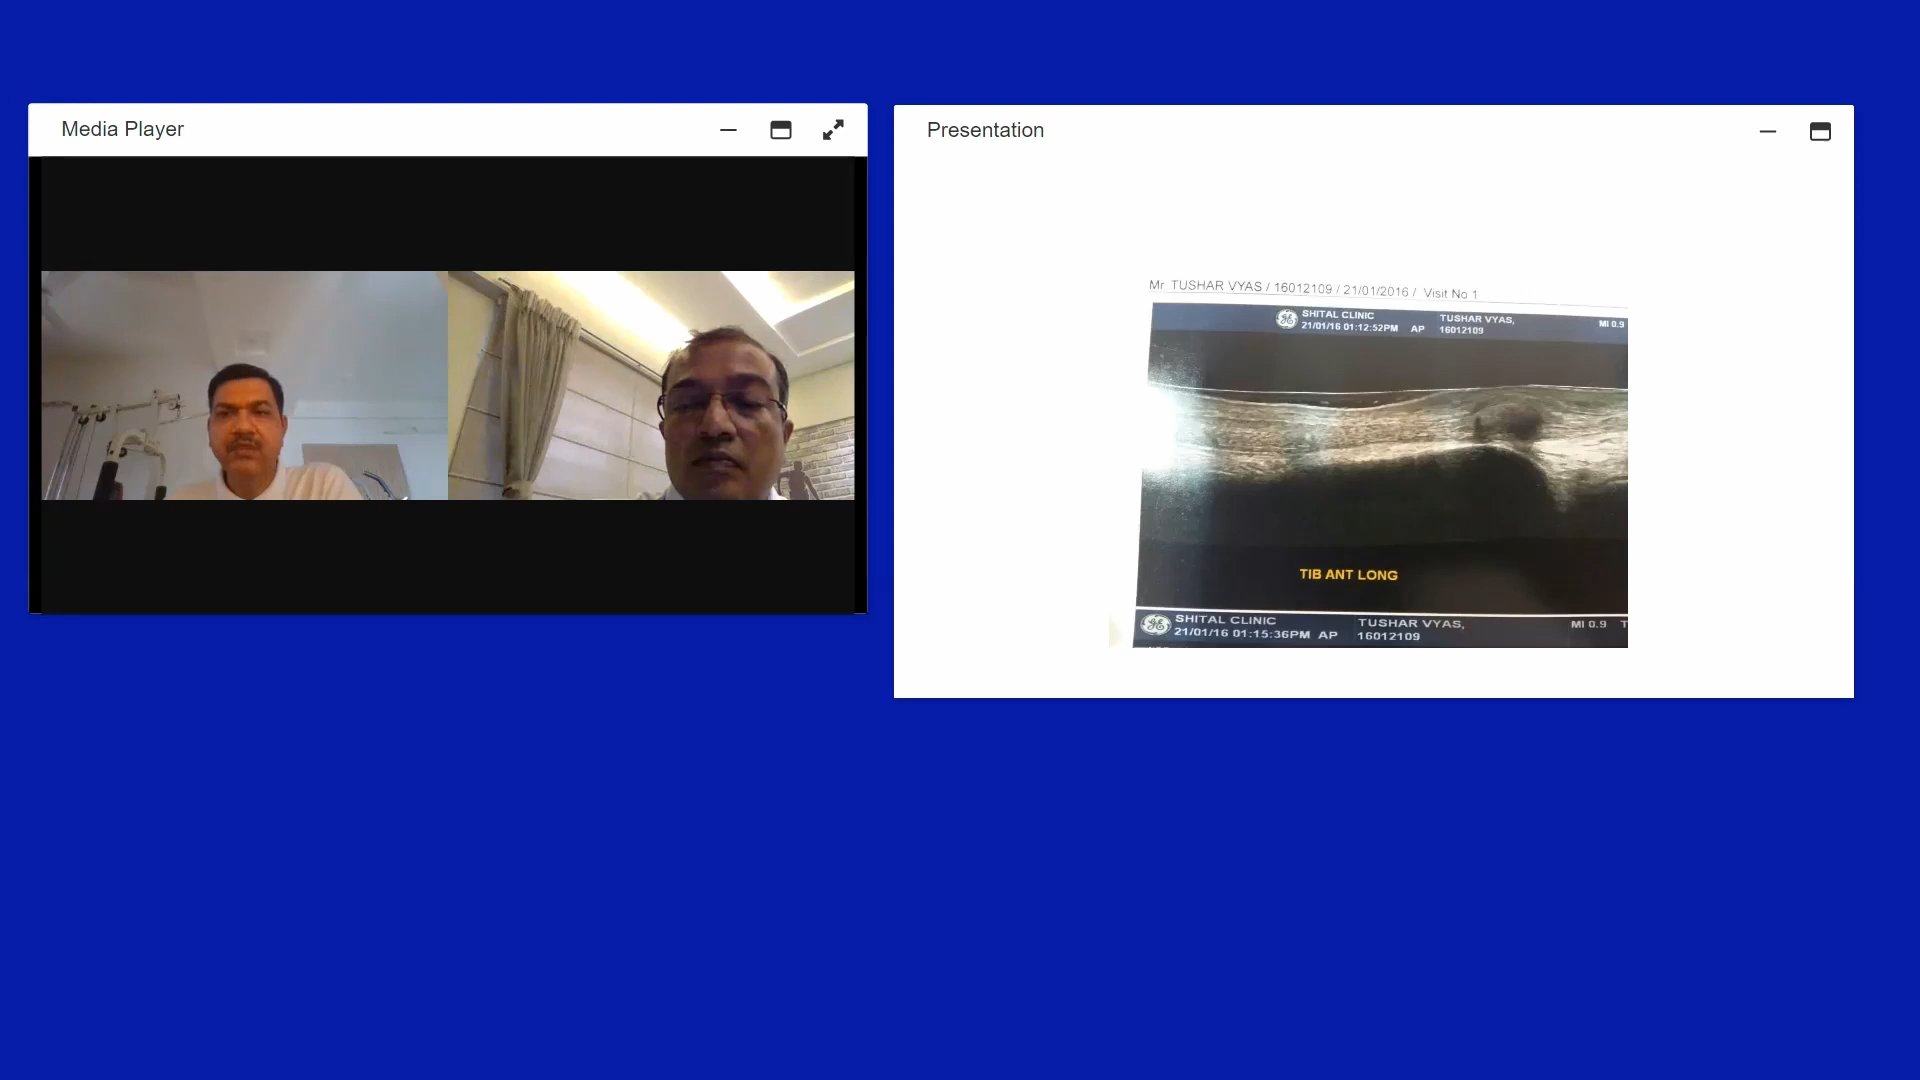 Media Player
Presentation
Mr TUSHAR VYAS / 16012109 / 21/01/2016 / Visit No 1
SHITAL CLINIC
TUSHAR VYAS,
MI 0.9
21/01/16 01:12:52PM AP
16012109
TIB ANT LONG
SHITAL CLINIC
TUSHAR VYAS,
MI 0.9 T
21/01/16 01:15:36PM AP
16012109